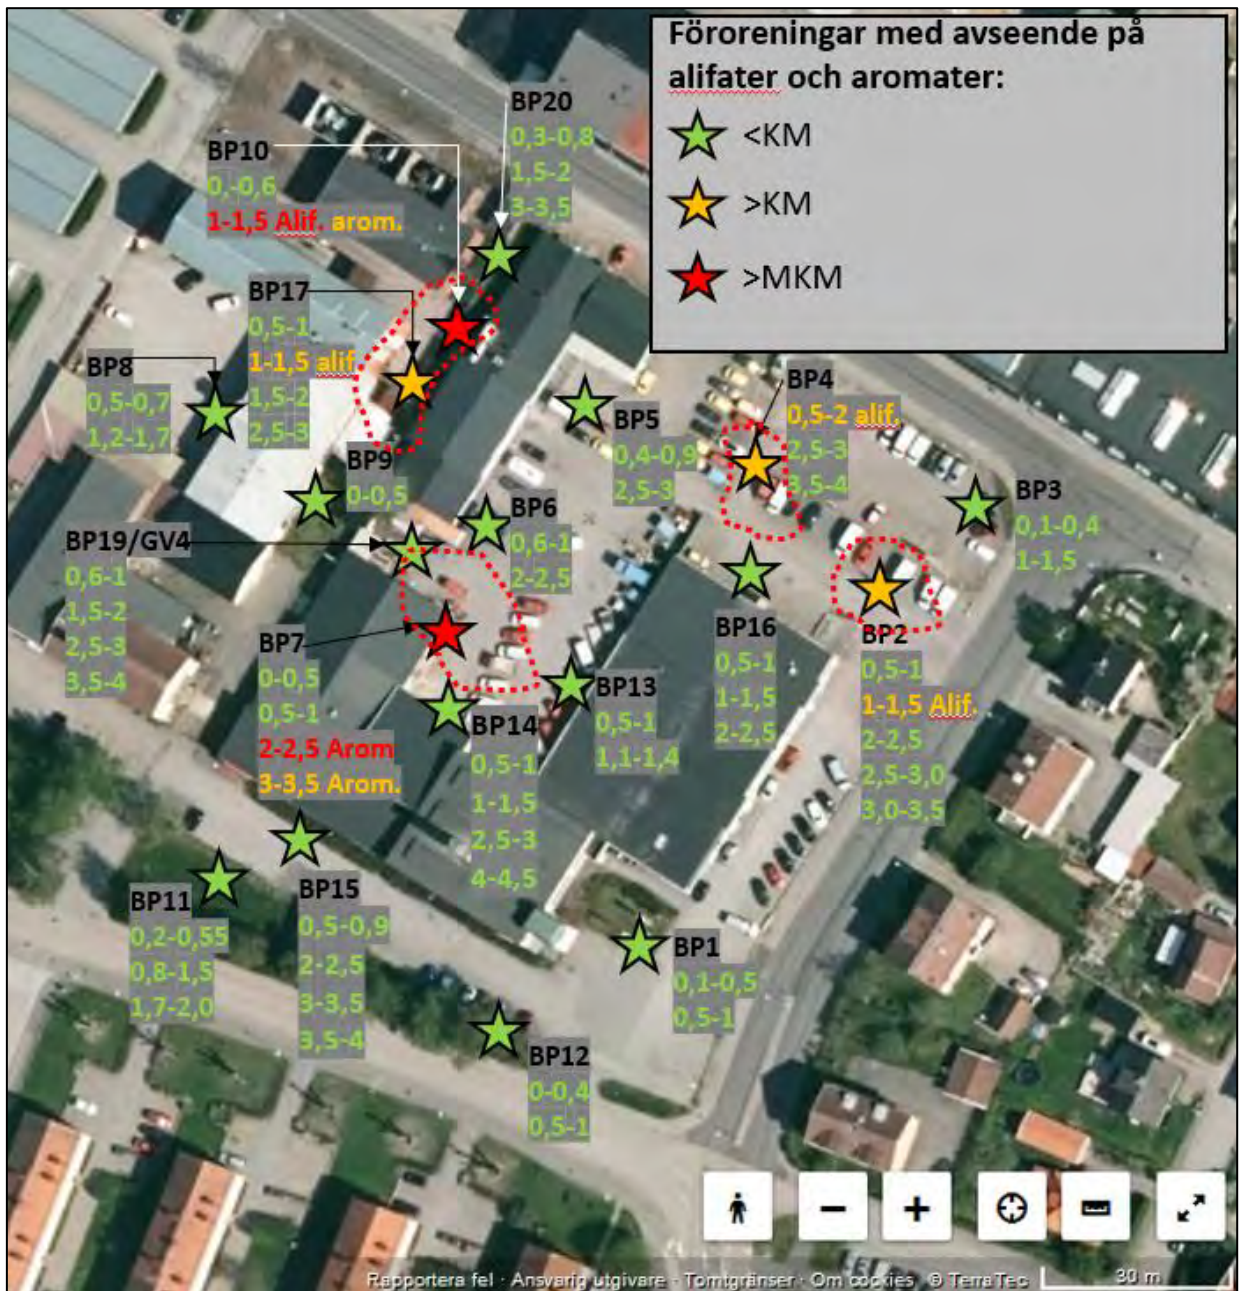 Föroreningar med avseende på
alifater och aromater:
<KM
>KM
>MKM
BP20
0,3-0,8
1,5-2
3-3,5
BP10
0,-0,6
1-1,5 Alif. arom.
BP17
0,5-1
1-1,5 alif
1,5-2
2,5-3
BP8
0,5-0,7
1,2-1,7
BP4
0,5-2 alif.
2,5-3
3,5-4
BP5
0,4-0,9
2,5-3
BP9
0-0,5
BP3
0,1-0,4
1-1,5
BP6
0,6-1
2-2,5
BP19/GV4
0,6-1
1,5-2
2,5-3
3,5-4
BP7
0-0,5
0,5-1
2-2,5 Arom
3-3,5 Arom.
BP16
0,5-1
1-1,5
2-2,5
BP2
0,5-1
1-1,5 Alif.
2-2,5
2,5-3,0
3,0-3,5
BP13
0,5-1
1,1-1,4
BP14
0,5-1
1-1,5
2,5-3
4-4,5
BP15
0,5-0,9
2-2,5
3-3,5
3,5-4
BP11
0,2-0,55
0,8-1,5
1,7-2,0
BP1
0,1-0,5
0,5-1
BP12
0-0,4
0,5-1
Rapportera fel · Ansvarig utgivare · Tomtgränser · Om cookies © TerraTec
30 m